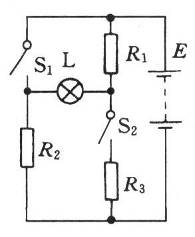 S₁ L R₁ E
S₂
R₂ R₃